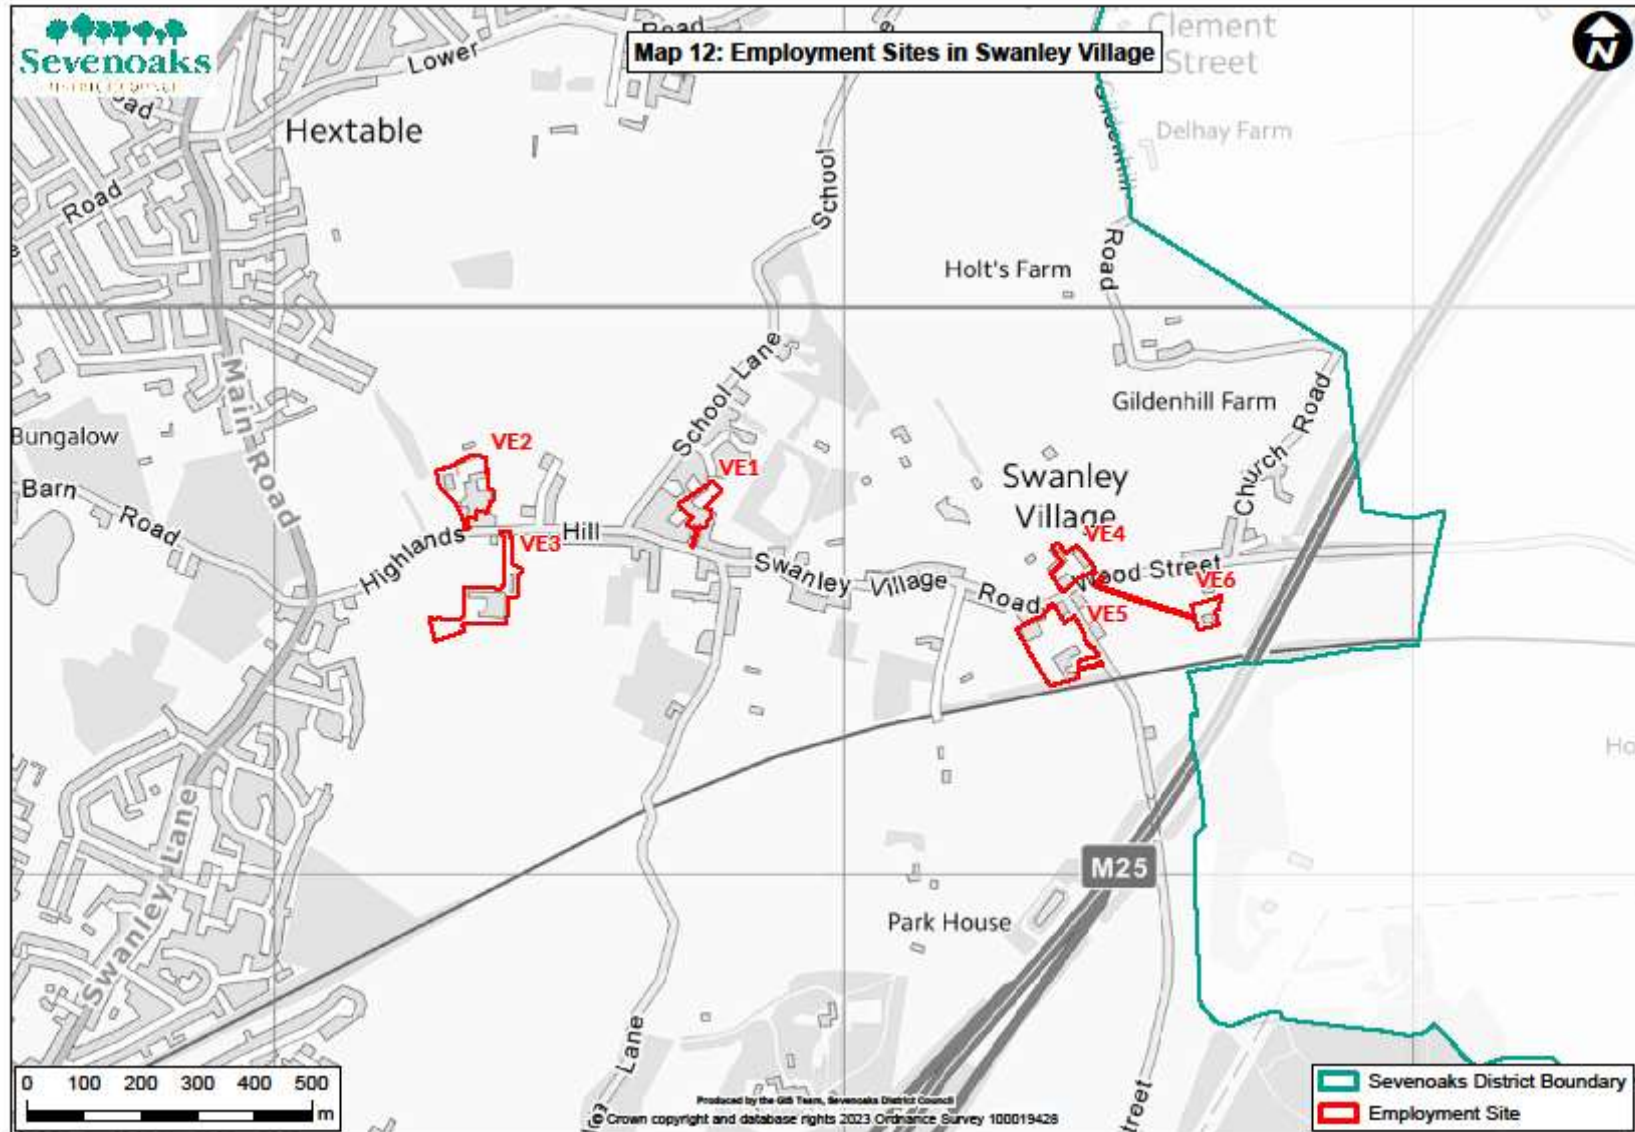 Sevenoaks
Map 12: Employment Sites in Swanley Village
N
Clement
Street
Road
Lower
Road
Hextable
Road
School
Gildenhill
Delhay Farm
Road
Holt's Farm
School Lane
Main Road
Gildenhill Farm
Church Road
Bungalow
Barn
Road
VE2
VE1
Swanley
Village
VE4
Highlands
VE3
Hill
Swanley
Village
Road
Wood Street
VE6
VE5
Ho
M25
Park House
Swanley Lane
Lane
treet
0 100 200 300 400 500
m
Produced by the GIS Team, Sevenoaks District Council
© Crown copyright and database rights 2023 Ordnance Survey 100019428
Sevenoaks District Boundary
Employment Site